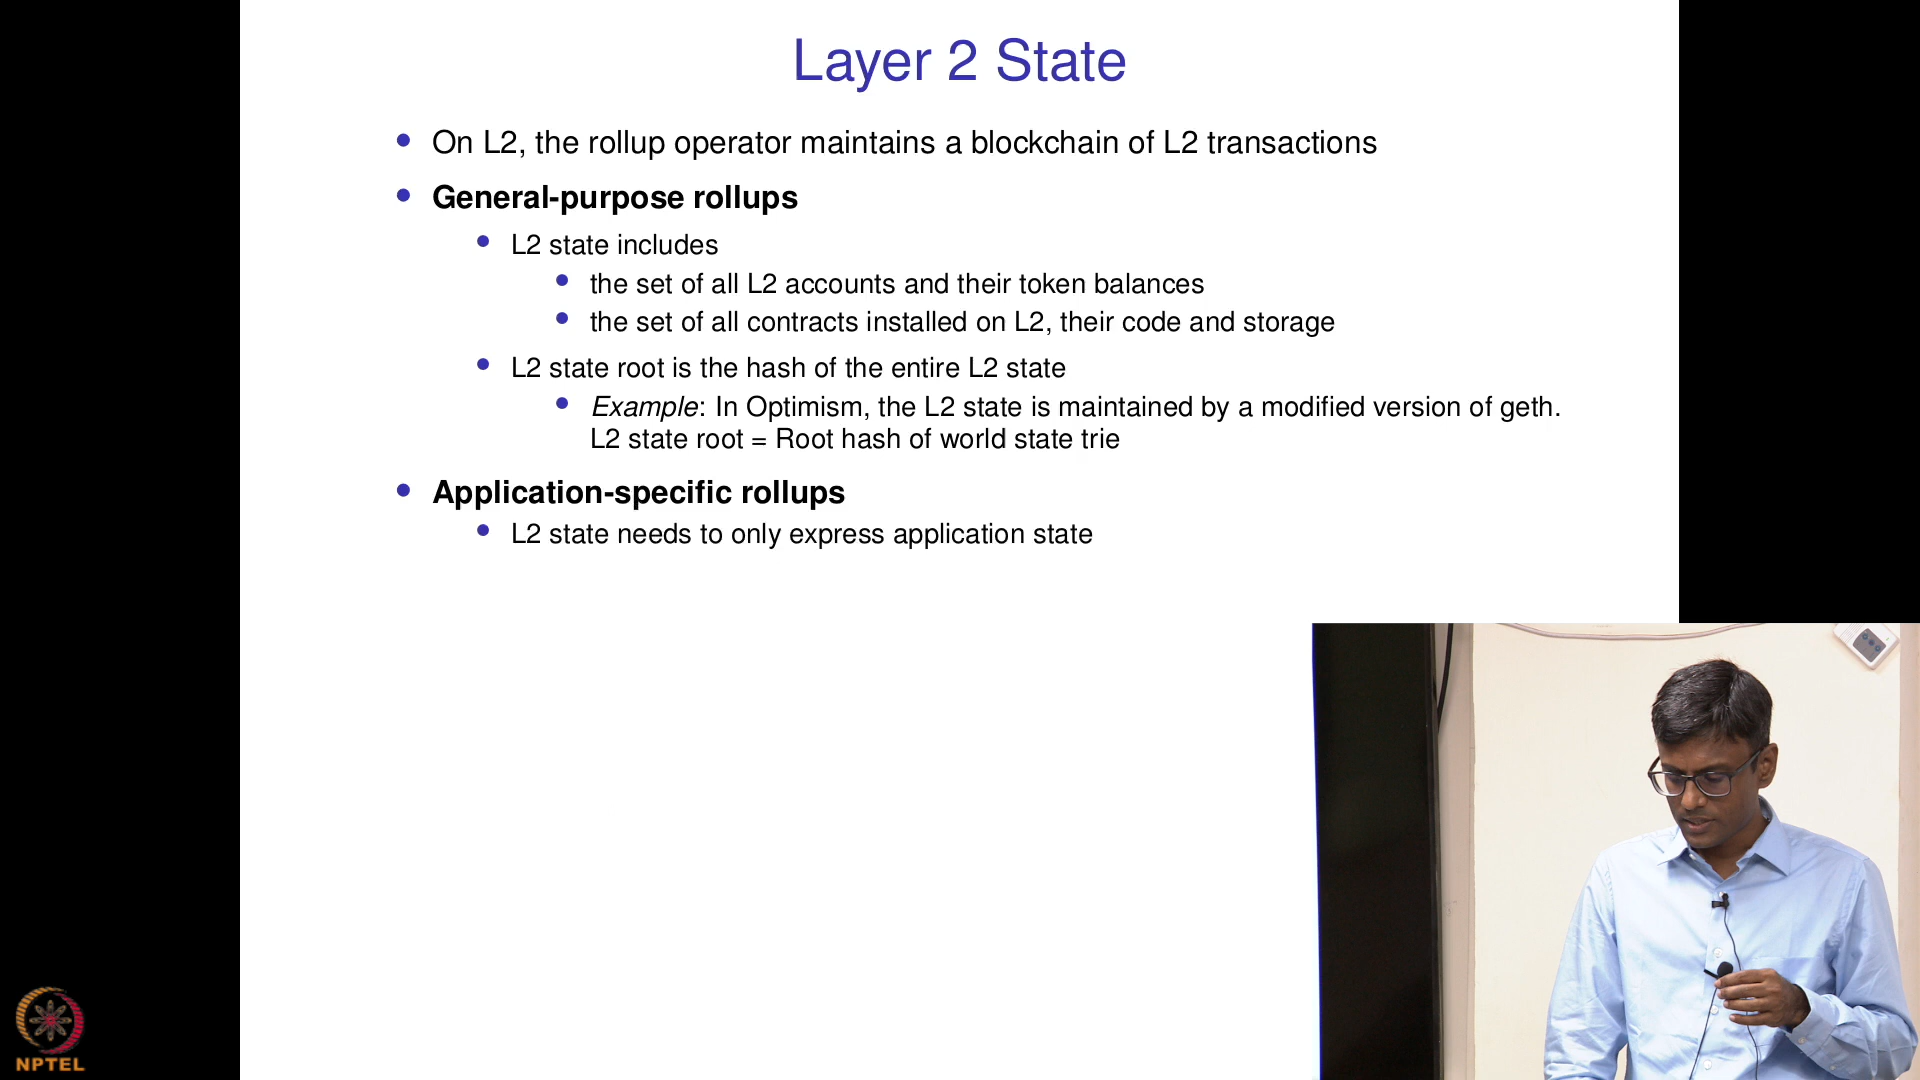 Layer 2 State
On L2, the rollup operator maintains a blockchain of L2 transactions
General-purpose rollups
L2 state includes
the set of all L2 accounts and their token balances
the set of all contracts installed on L2, their code and storage
L2 state root is the hash of the entire L2 state
Example: In Optimism, the L2 state is maintained by a modified version of geth.
L2 state root = Root hash of world state trie
Application-specific rollups
L2 state needs to only express application state
NPTEL